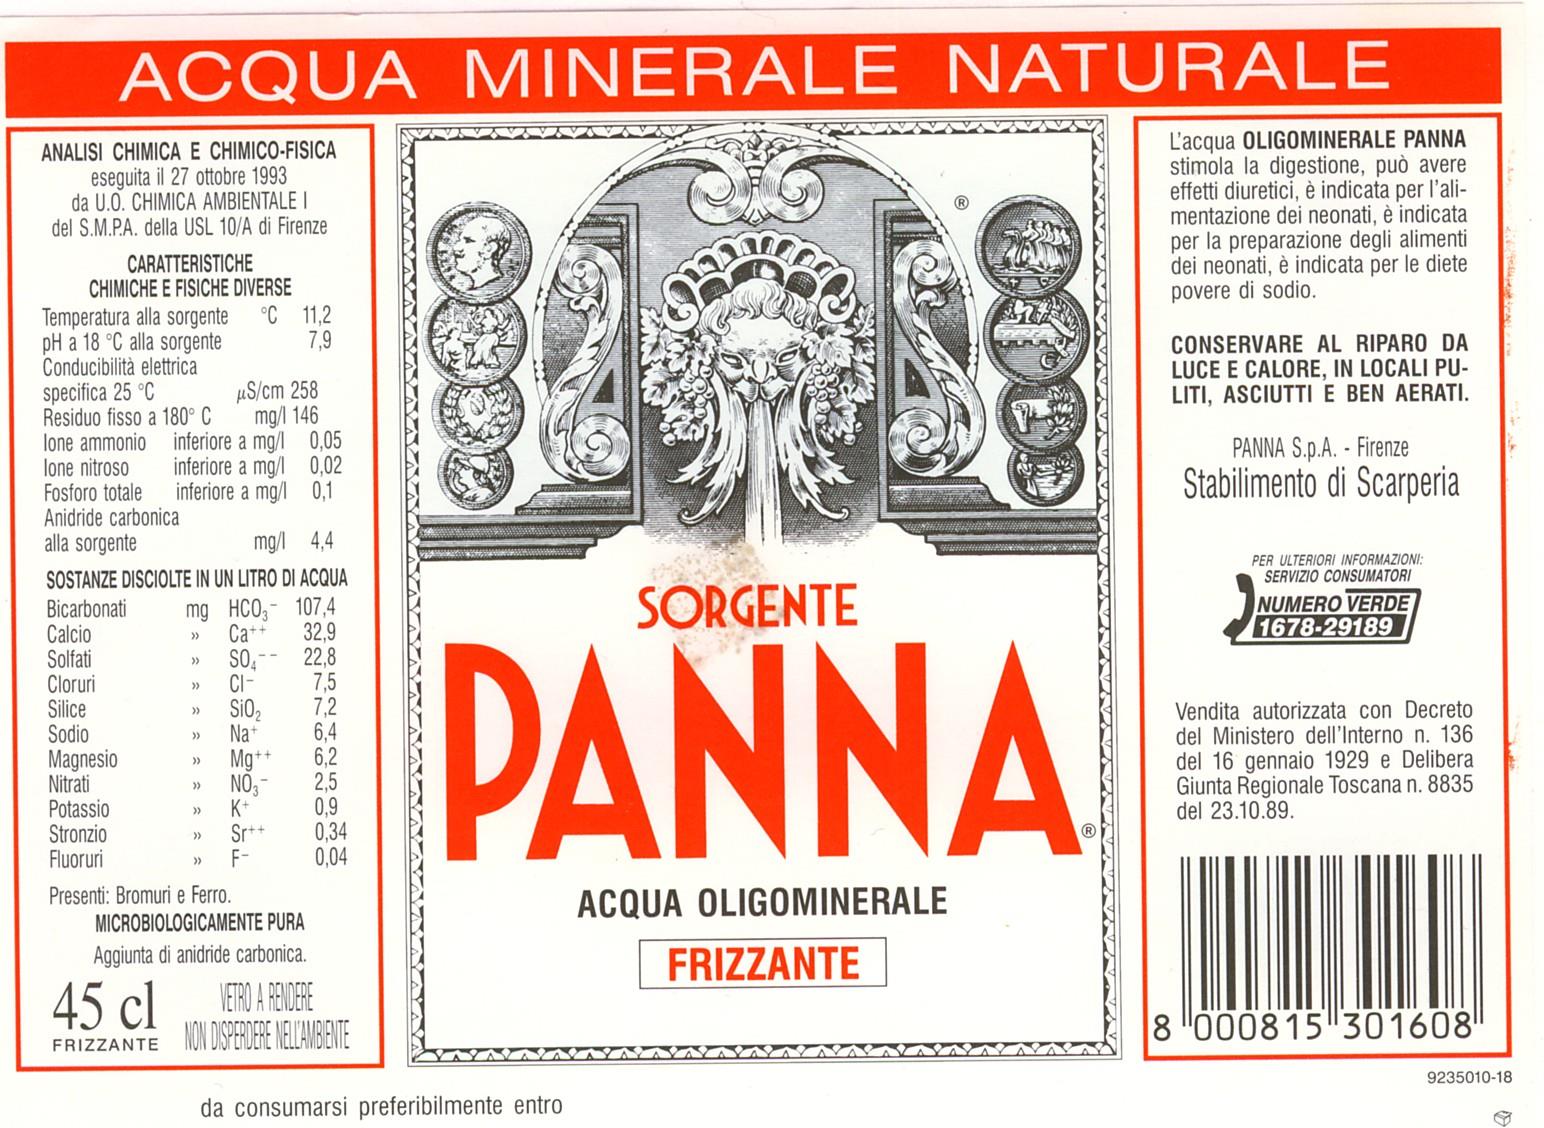 ACQUA MINERALE NATURALE
ANALISI CHIMICA E CHIMICO-FISICA
eseguita il 27 ottobre 1993
da U.O. CHIMICA AMBIENTALE I
del S.M.P.A. della USL 10/A di Firenze
CARATTERISTICHE
CHIMICHE E FISICHE DIVERSE
Temperatura alla sorgente °C 11,2
pH a 18 °C alla sorgente 7,9
Conducibilità elettrica
specifica 25 °C µS/cm 258
Residuo fisso a 180° C mg/l 146
Ione ammonio inferiore a mg/l 0,05
Ione nitroso inferiore a mg/l 0,02
Fosforo totale inferiore a mg/l 0,1
Anidride carbonica
alla sorgente mg/l 4,4
SOSTANZE DISCIOLTE IN UN LITRO DI ACQUA
Bicarbonati mg HCO₃⁻ 107,4
Calcio » Ca⁺⁺ 32,9
Solfati » SO₄⁻⁻ 22,8
Cloruri » Cl⁻ 7,5
Silice » SiO₂ 7,2
Sodio » Na⁺ 6,4
Magnesio » Mg⁺⁺ 6,2
Nitrati » NO₃⁻ 2,5
Potassio » K⁺ 0,9
Stronzio » Sr⁺⁺ 0,34
Fluoruri » F⁻ 0,04
Presenti: Bromuri e Ferro.
MICROBIOLOGICAMENTE PURA
Aggiunta di anidride carbonica.
45 cl
FRIZZANTE
VETRO A RENDERE
NON DISPERDERE NELL'AMBIENTE
®
SORGENTE
PANNA®
ACQUA OLIGOMINERALE
FRIZZANTE
L'acqua OLIGOMINERALE PANNA
stimola la digestione, può avere
effetti diuretici, è indicata per l'ali-
mentazione dei neonati, è indicata
per la preparazione degli alimenti
dei neonati, è indicata per le diete
povere di sodio.
CONSERVARE AL RIPARO DA
LUCE E CALORE, IN LOCALI PU-
LITI, ASCIUTTI E BEN AERATI.
PANNA S.p.A. - Firenze
Stabilimento di Scarperia
PER ULTERIORI INFORMAZIONI:
SERVIZIO CONSUMATORI
NUMERO VERDE
1678-29189
Vendita autorizzata con Decreto
del Ministero dell'Interno n. 136
del 16 gennaio 1929 e Delibera
Giunta Regionale Toscana n. 8835
del 23.10.89.
8 000815 301608
9235010-18
da consumarsi preferibilmente entro